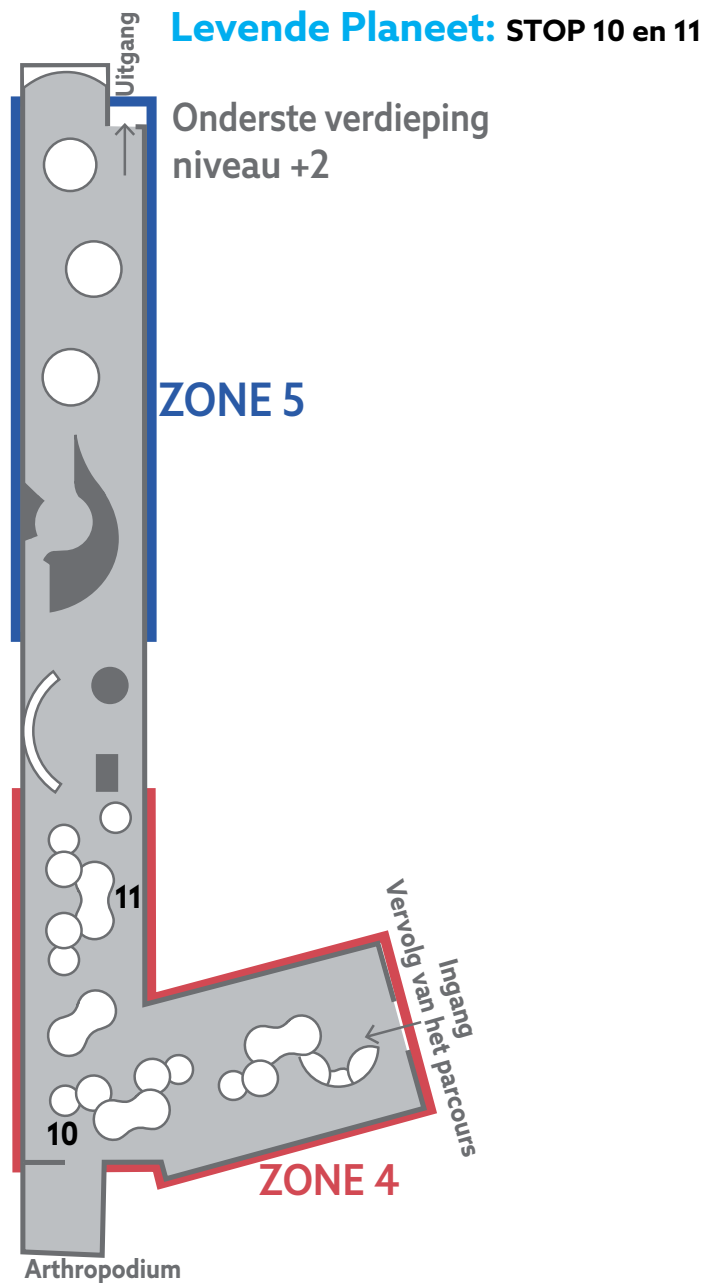 Levende Planeet: STOP 10 en 11
Uitgang
Onderste verdieping
niveau +2
ZONE 5
11
Ingang
Vervolg van het parcours
10
ZONE 4
Arthropodium